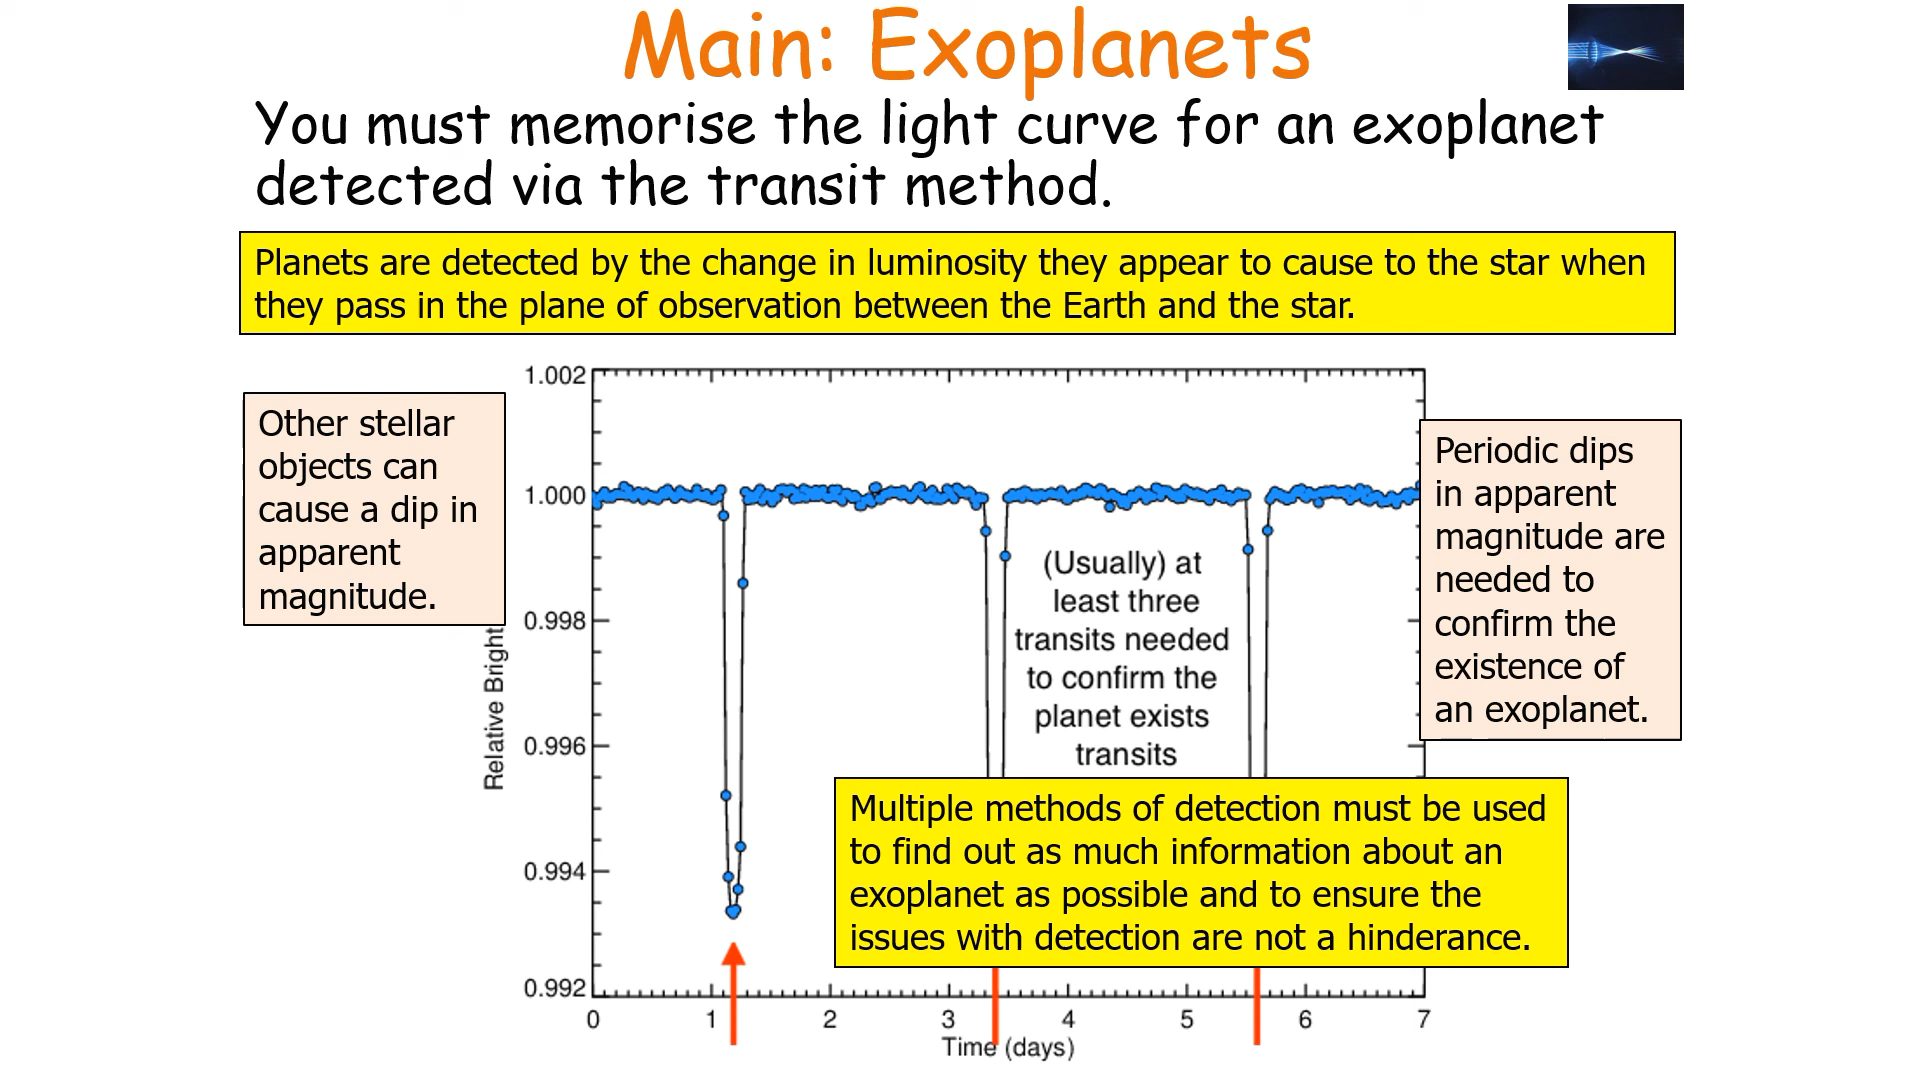 Main: Exoplanets
You must memorise the light curve for an exoplanet
detected via the transit method.
Planets are detected by the change in luminosity they appear to cause to the star when
they pass in the plane of observation between the Earth and the star.
Other stellar
objects can
cause a dip in
apparent
magnitude.
1.002
1.000
0.998
0.996
0.994
0.992
Relative Bright
(Usually) at
least three
transits needed
to confirm the
planet exists
transits
Periodic dips
in apparent
magnitude are
needed to
confirm the
existence of
an exoplanet.
Multiple methods of detection must be used
to find out as much information about an
exoplanet as possible and to ensure the
issues with detection are not a hinderance.
0 1 2 3 4 5 6 7
Time (days)